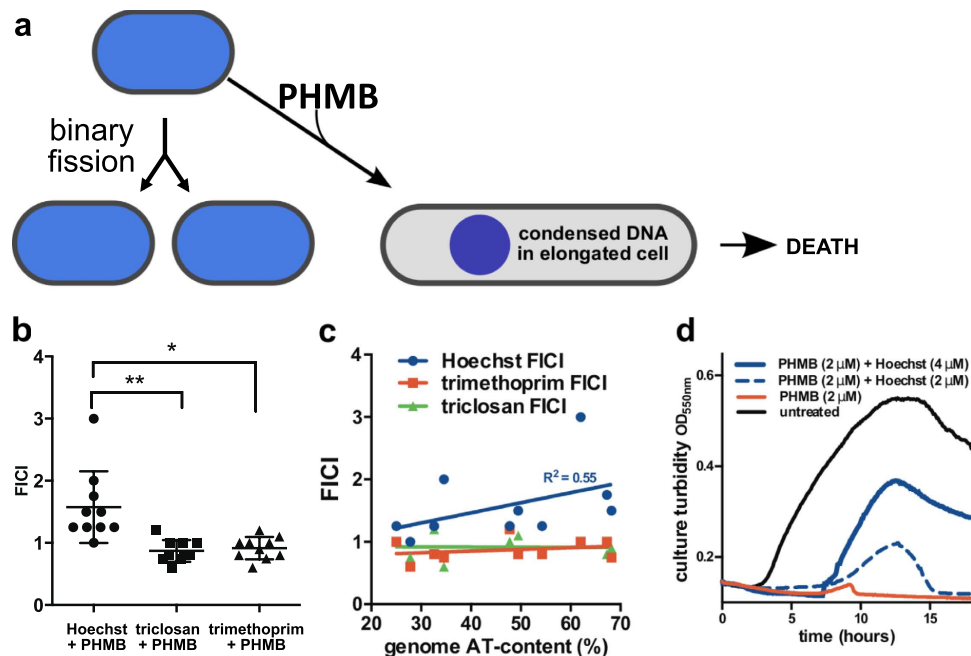 a
PHMB
binary
fission
condensed DNA
in elongated cell
DEATH
b
*
**
4
3
2
1
0
FICI
Hoechst
+ PHMB
triclosan
+ PHMB
trimethoprim
+ PHMB
c
Hoechst FICI
trimethoprim FICI
triclosan FICI
R² = 0.55
4
3
2
1
0
FICI
20 30 40 50 60 70
genome AT-content (%)
d
PHMB (2 µM) + Hoechst (4 µM)
PHMB (2 µM) + Hoechst (2 µM)
PHMB (2 µM)
untreated
0.6
0.4
0.2
culture turbidity OD550nm
0 5 10 15
time (hours)